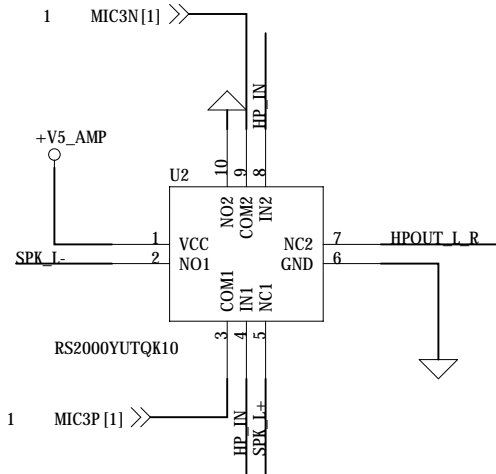 1 MIC3N[1]
HP_IN
+V5_AMP
U2
10 9 8
NO2 COM2 IN2
1 VCC NC2 7 HPOUT_L_R
SPK_L- 2 NO1 GND 6
COM1 IN1 NC1
3 4 5
RS2000YUTQK10
1 MIC3P[1]
HP_IN SPK_L+